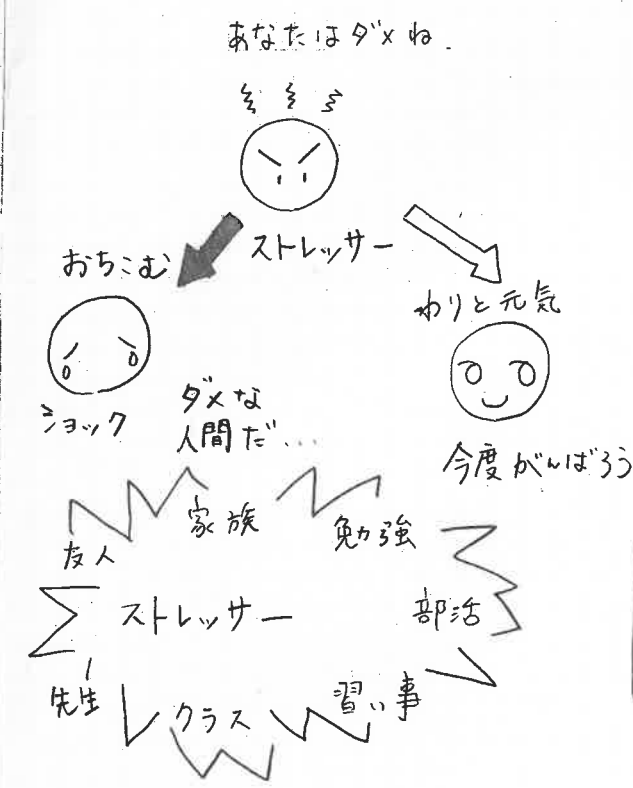 あなたはダメね.
ストレッサー
おちこむ
わりと元気
ショック
ダメな
人間だ...
今度がんばろう
家族
勉強
友人
ストレッサー
部活
先生
習い事
クラス